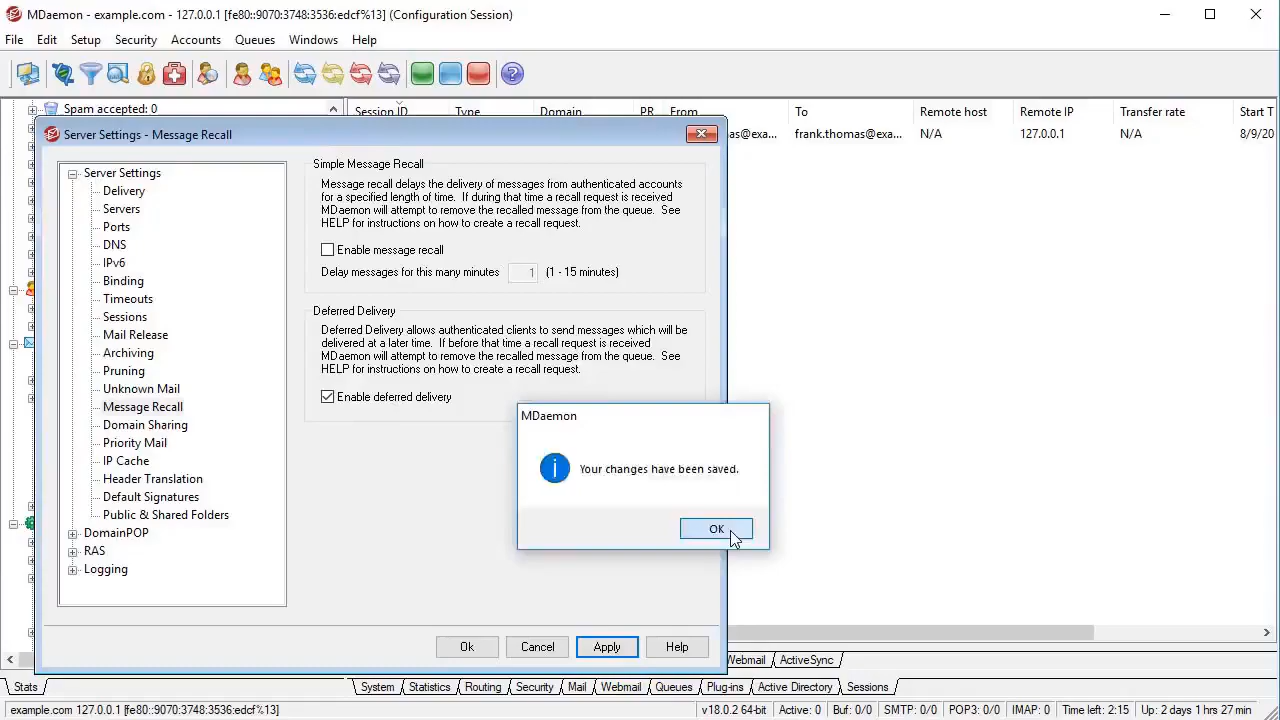 MDaemon - example.com - 127.0.0.1 [fe80::9070:3748:3536:edcf%13] (Configuration Session)
File Edit Setup Security Accounts Queues Windows Help
Spam accepted: 0
Session ID Type Domain PR From To Remote host Remote IP Transfer rate Start T
as@exa... frank.thomas@exa... N/A 127.0.0.1 N/A 8/9/20
Server Settings - Message Recall
Server Settings
Delivery
Servers
Ports
DNS
IPv6
Binding
Timeouts
Sessions
Mail Release
Archiving
Pruning
Unknown Mail
Message Recall
Domain Sharing
Priority Mail
IP Cache
Header Translation
Default Signatures
Public & Shared Folders
DomainPOP
RAS
Logging
Simple Message Recall
Message recall delays the delivery of messages from authenticated accounts
for a specified length of time. If during that time a recall request is received
MDaemon will attempt to remove the recalled message from the queue. See
HELP for instructions on how to create a recall request.
Enable message recall
Delay messages for this many minutes 1 (1 - 15 minutes)
Deferred Delivery
Deferred Delivery allows authenticated clients to send messages which will be
delivered at a later time. If before that time a recall request is received
MDaemon will attempt to remove the recalled message from the queue. See
HELP for instructions on how to create a recall request.
Enable deferred delivery
MDaemon
Your changes have been saved.
OK
Ok Cancel Apply Help
Webmail ActiveSync
Stats System Statistics Routing Security Mail Webmail Queues Plug-ins Active Directory Sessions
example.com 127.0.0.1 [fe80::9070:3748:3536:edcf%13] v18.0.2 64-bit Active: 0 Buf: 0/0 SMTP: 0/0 POP3: 0/0 IMAP: 0 Time left: 2:15 Up: 2 days 1 hrs 27 min